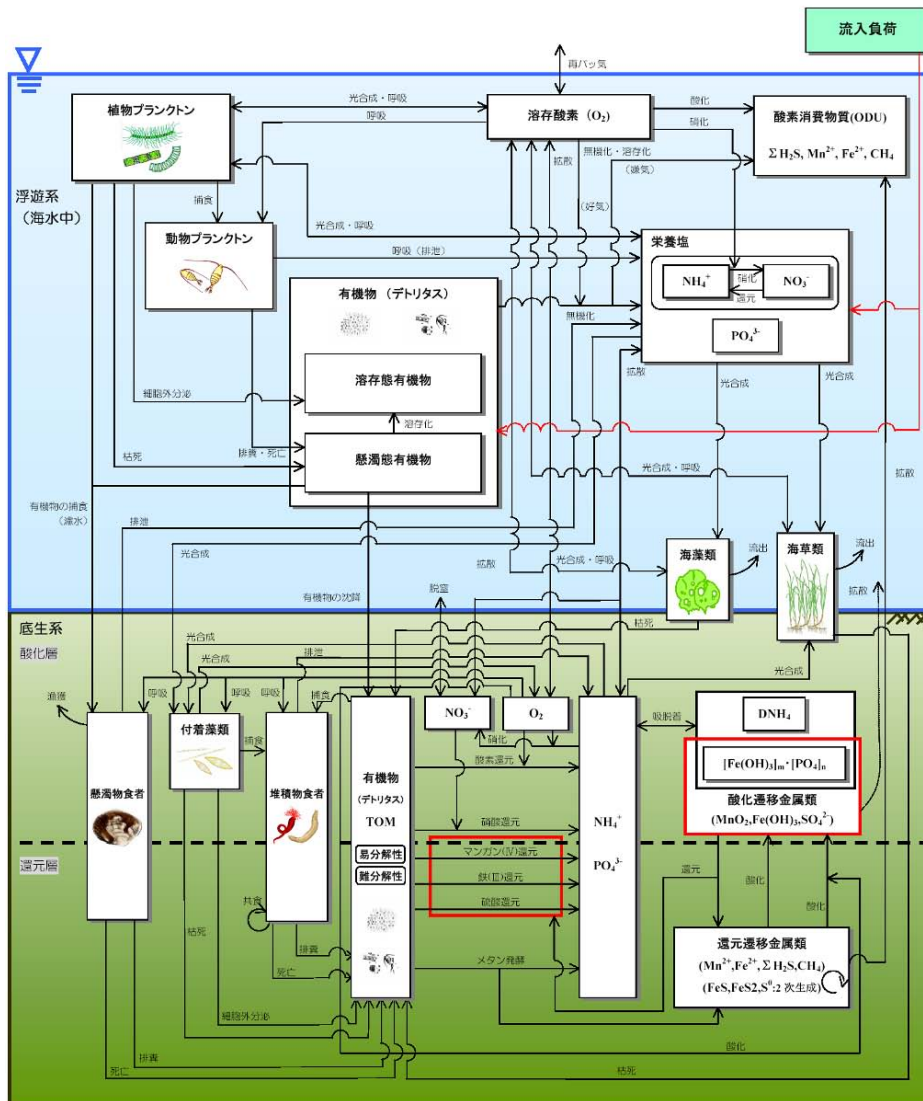 流入負荷
再バッ気
植物プランクトン
光合成・呼吸
呼吸
溶存酸素（O₂）
酸化
硝化
酸素消費物質(ODU)
ΣH₂S, Mn²⁺, Fe²⁺, CH₄
無機化・溶存化
（嫌気）
拡散
(好気)
浮遊系
（海水中）
捕食
光合成・呼吸
動物プランクトン
呼吸（排泄）
栄養塩
NH₄⁺
硝化
還元
NO₃⁻
PO₄³⁻
有機物（デトリタス）
無機化
拡散
溶存態有機物
細胞外分泌
溶存化
懸濁態有機物
排糞・死亡
枯死
光合成
光合成
光合成・呼吸
拡散
有機物の捕食
（濾水）
排泄
光合成
拡散
光合成・呼吸
海藻類
流出
海草類
流出
拡散
有機物の沈降
脱窒
枯死
底生系
酸化層
光合成
光合成
排泄
光合成
漁獲
呼吸
呼吸
呼吸
捕食
NO₃⁻
O₂
硝化
酸素還元
吸脱着
DNH₄
[Fe(OH)₃]m・[PO₄]n
酸化遷移金属類
(MnO₂,Fe(OH)₃,SO₄²⁻)
付着藻類
捕食
懸濁物食者
堆積物食者
有機物
（デトリタス）
TOM
NH₄⁺
PO₄³⁻
硝酸還元
還元層
易分解性
難分解性
マンガン(Ⅳ)還元
鉄(Ⅲ)還元
硫酸還元
還元
酸化
酸化
共食
枯死
排糞
死亡
メタン発酵
還元遷移金属類
(Mn²⁺,Fe²⁺,ΣH₂S,CH₄)
(FeS,FeS2,S⁰:2次生成)
細胞外分泌
酸化
排糞
死亡
枯死